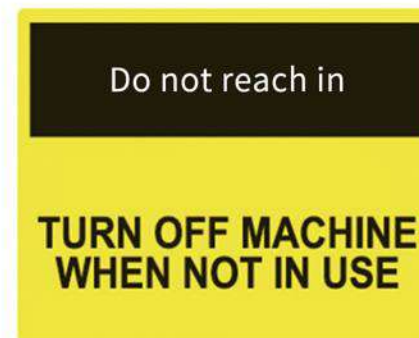 Do not reach in
TURN OFF MACHINE
WHEN NOT IN USE